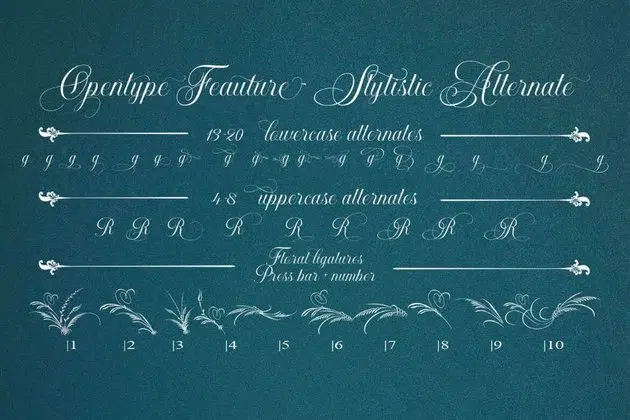 Opentype Feauture Stylistic Alternate
13-20 lowercase alternates
g g g g g g g g g g g g g g g g g g
4-8 uppercase alternates
R R R R R R R R R
Floral ligatures
Press bar + number
|1 |2 |3 |4 |5 |6 |7 |8 |9 |10